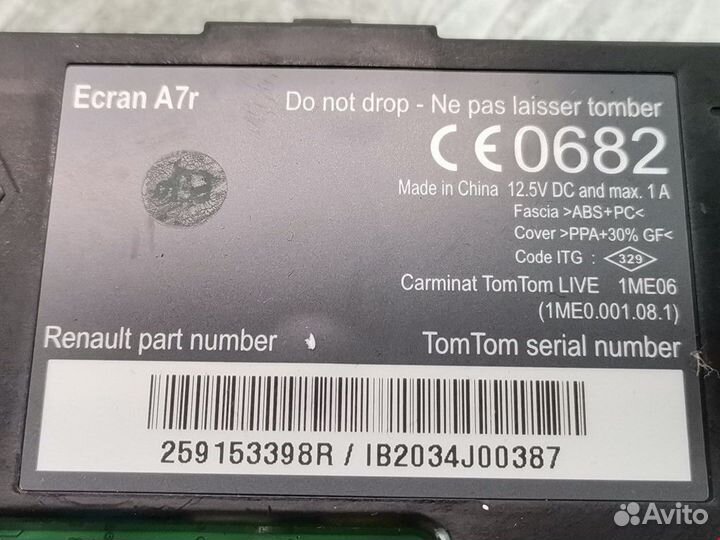 Ecran A7r
Do not drop - Ne pas laisser tomber
CE 0682
Made in China 12.5V DC and max. 1 A
Fascia >ABS+PC<
Cover >PPA+30% GF<
Code ITG : 329
Carminat TomTom LIVE 1ME06
(1ME0.001.08.1)
Renault part number
TomTom serial number
259153398R / IB2034J00387
Avito